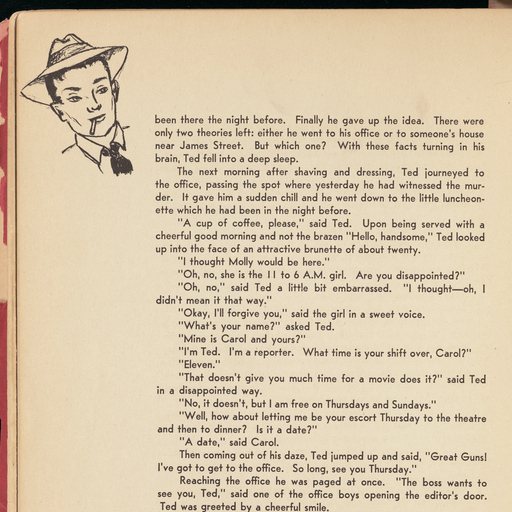 been there the night before. Finally he gave up the idea. There were
only two theories left: either he went to his office or to someone's house
near James Street. But which one? With these facts turning in his
brain, Ted fell into a deep sleep.
The next morning after shaving and dressing, Ted journeyed to
the office, passing the spot where yesterday he had witnessed the mur-
der. It gave him a sudden chill and he went down to the little luncheon-
ette which he had been in the night before.
"A cup of coffee, please," said Ted. Upon being served with a
cheerful good morning and not the brazen "Hello, handsome," Ted looked
up into the face of an attractive brunette of about twenty.
"I thought Molly would be here."
"Oh, no, she is the 11 to 6 A.M. girl. Are you disappointed?"
"Oh, no," said Ted a little bit embarrassed. "I thought—oh, I
didn't mean it that way."
"Okay, I'll forgive you," said the girl in a sweet voice.
"What's your name?" asked Ted.
"Mine is Carol and yours?"
"I'm Ted. I'm a reporter. What time is your shift over, Carol?"
"Eleven."
"That doesn't give you much time for a movie does it?" said Ted
in a disappointed way.
"No, it doesn't, but I am free on Thursdays and Sundays."
"Well, how about letting me be your escort Thursday to the theatre
and then to dinner? Is it a date?"
"A date," said Carol.
Then coming out of his daze, Ted jumped up and said, "Great Guns!
I've got to get to the office. So long, see you Thursday."
Reaching the office he was paged at once. "The boss wants to
see you, Ted," said one of the office boys opening the editor's door.
Ted was greeted by a cheerful smile.